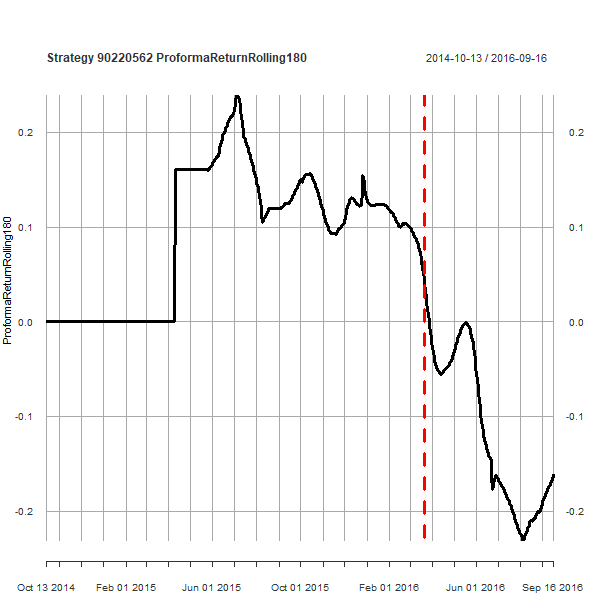 Strategy 90220562 ProformaReturnRolling180
2014-10-13 / 2016-09-16
0.2
0.2
0.1
0.1
0.0
0.0
-0.1
-0.1
-0.2
-0.2
ProformaReturnRolling180
Oct 13 2014
Feb 01 2015
Jun 01 2015
Oct 01 2015
Feb 01 2016
Jun 01 2016
Sep 16 2016